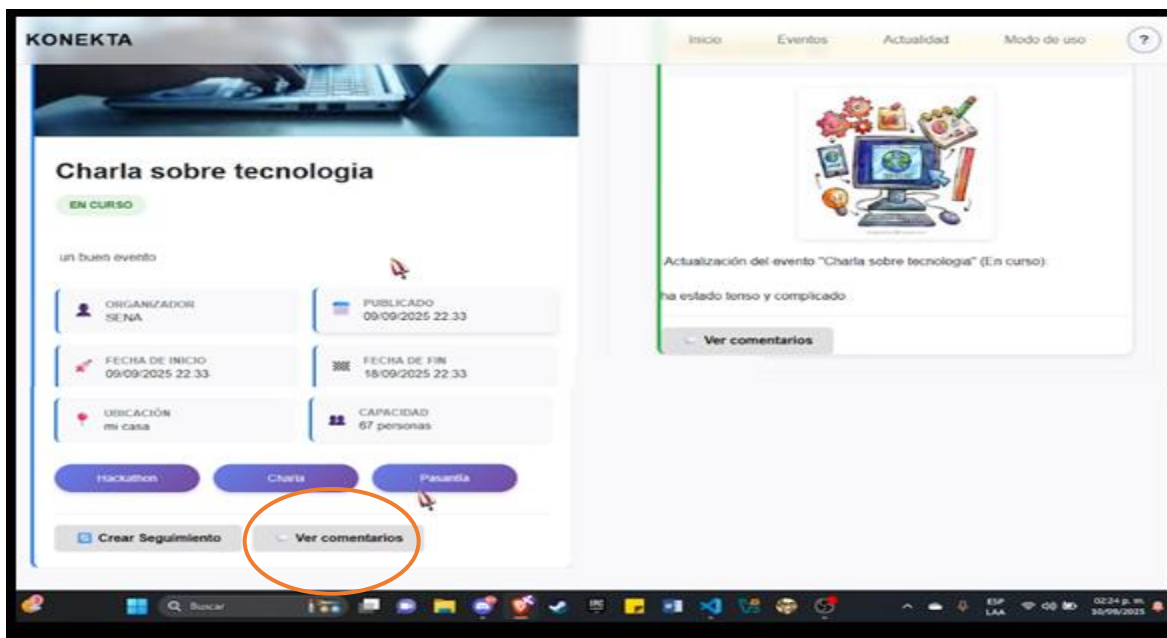 KONEKTA
Inicio Eventos Actualidad Modo de uso ?
Charla sobre tecnologia
EN CURSO
un buen evento
ORGANIZADOR
SENA
PUBLICADO
09/09/2025 22:33
FECHA DE INICIO
09/09/2025 22:33
FECHA DE FIN
18/09/2025 22:33
UBICACIÓN
mi casa
CAPACIDAD
67 personas
Hackathon Charla Pasantía
Crear Seguimiento Ver comentarios
Actualización del evento "Charla sobre tecnologia" (En curso):
ha estado tenso y complicado
Ver comentarios
Buscar
ESP
LAA
02:24 p. m.
10/09/2025